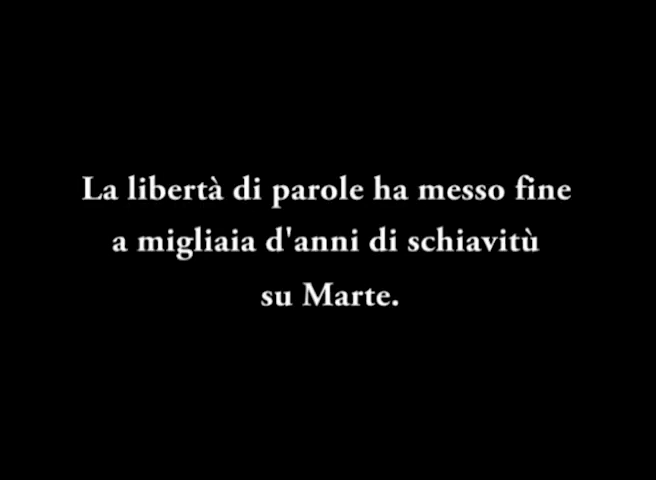 La libertà di parole ha messo fine
a migliaia d'anni di schiavitù
su Marte.